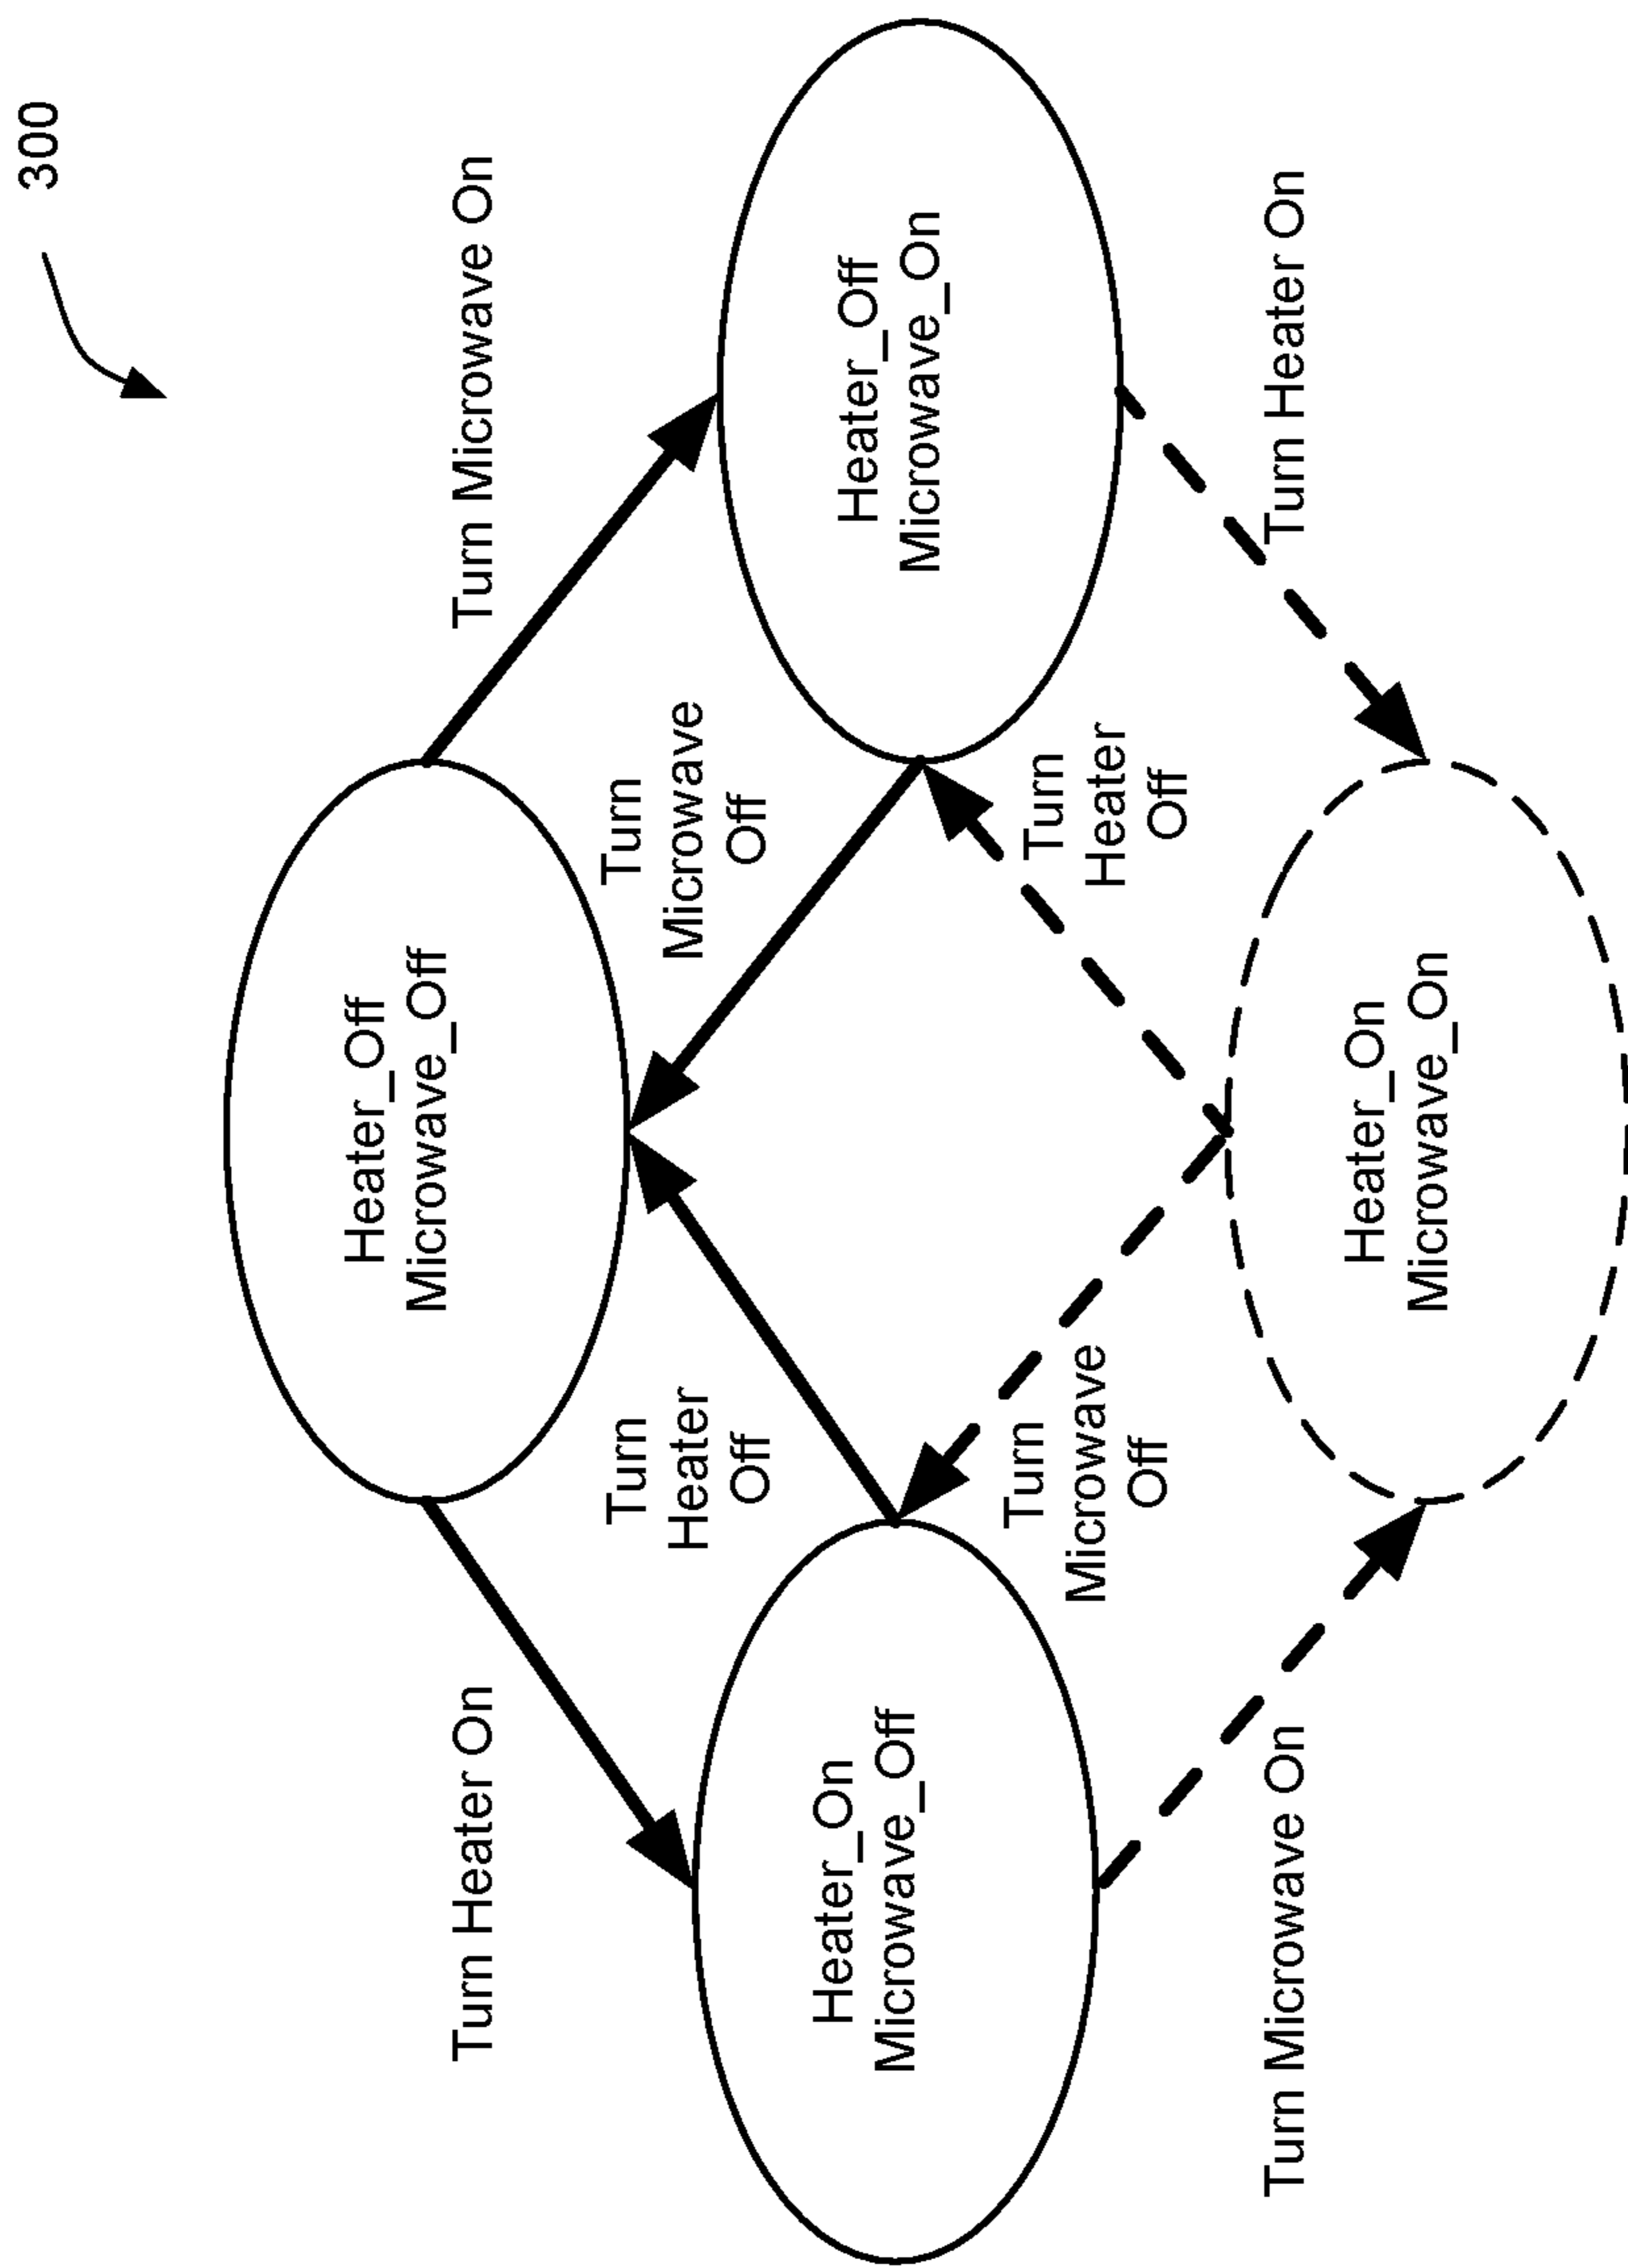 300
Turn Heater On
Turn Microwave On
Heater_Off
Microwave_Off
Turn
Heater
Off
Turn
Microwave
Off
Heater_On
Microwave_Off
Heater_Off
Microwave_On
Turn
Microwave
Off
Turn
Heater
Off
Turn Microwave On
Turn Heater On
Heater_On
Microwave_On